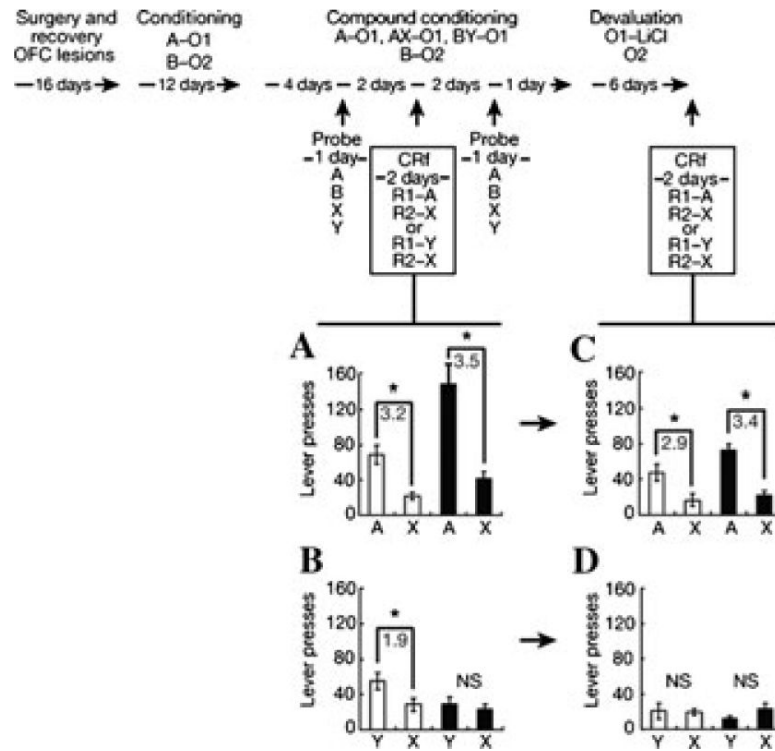 Surgery and
recovery
OFC lesions
16 days
Conditioning
A–O1
B–O2
12 days
Compound conditioning
A–O1, AX–O1, BY–O1
B–O2
4 days
2 days
2 days
1 day
Devaluation
O1–LiCl
O2
6 days
Probe
1 day
A
B
X
Y
CRf
2 days
R1–A
R2–X
or
R1–Y
R2–X
Probe
1 day
A
B
X
Y
CRf
2 days
R1–A
R2–X
or
R1–Y
R2–X
A
Lever presses
160
120
80
40
0
*
3.2
*
3.5
A X A X
C
Lever presses
160
120
80
40
0
*
2.9
*
3.4
A X A X
B
Lever presses
160
120
80
40
0
*
1.9
NS
Y X Y X
D
Lever presses
160
120
80
40
0
NS NS
Y X Y X